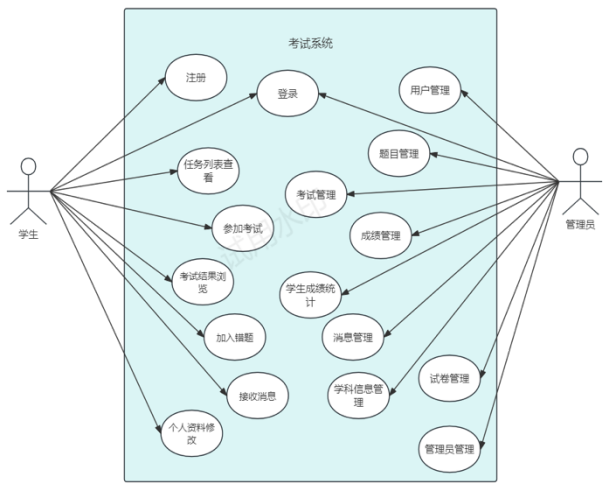 考试系统
注册
登录
用户管理
题目管理
任务列表查
看
考试管理
参加考试
成绩管理
学生
管理员
考试结果浏
览
学生成绩统
计
加入错题
消息管理
接收消息
学科信息管
理
试卷管理
个人资料修
改
管理员管理
试用水印